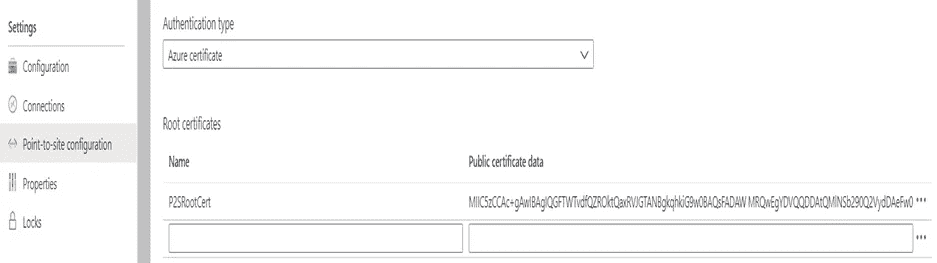 Settings
Configuration
Connections
Point-to-site configuration
Properties
Locks
Authentication type
Azure certificate
Root certificates
Name Public certificate data
P2SRootCert MIIC5zCCAc+gAwIBAgIQGFTWTvdfQZROktQaxRVJGTANBgkqhkiG9w0BAQsFADAW MRQwEgYDVQQDDAtQMlNSb290Q2VydDAeFw0 •••
•••